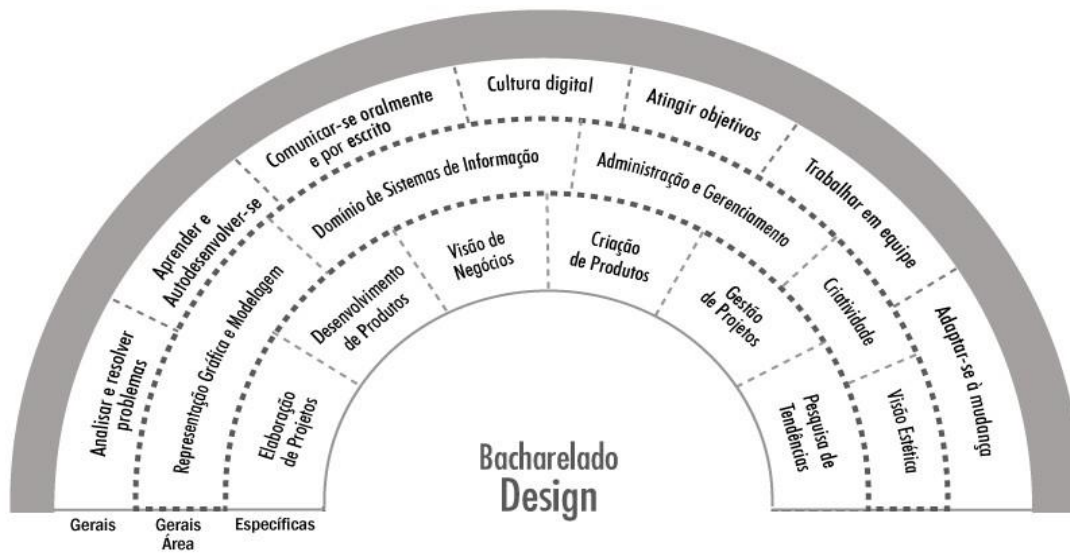 Analisar e resolver
problemas
Aprender e
Autodesenvolver-se
Comunicar-se oralmente
e por escrito
Cultura digital
Atingir objetivos
Trabalhar em equipe
Adaptar-se à mudança
Representação Gráfica e Modelagem
Domínio de Sistemas de Informação
Administração e Gerenciamento
Criatividade
Visão Estética
Elaboração
de Projetos
Desenvolvimento
de Produtos
Visão de
Negócios
Criação
de Produtos
Gestão
de Projetos
Pesquisa de
Tendências
Bacharelado
Design
Gerais
Gerais
Área
Específicas